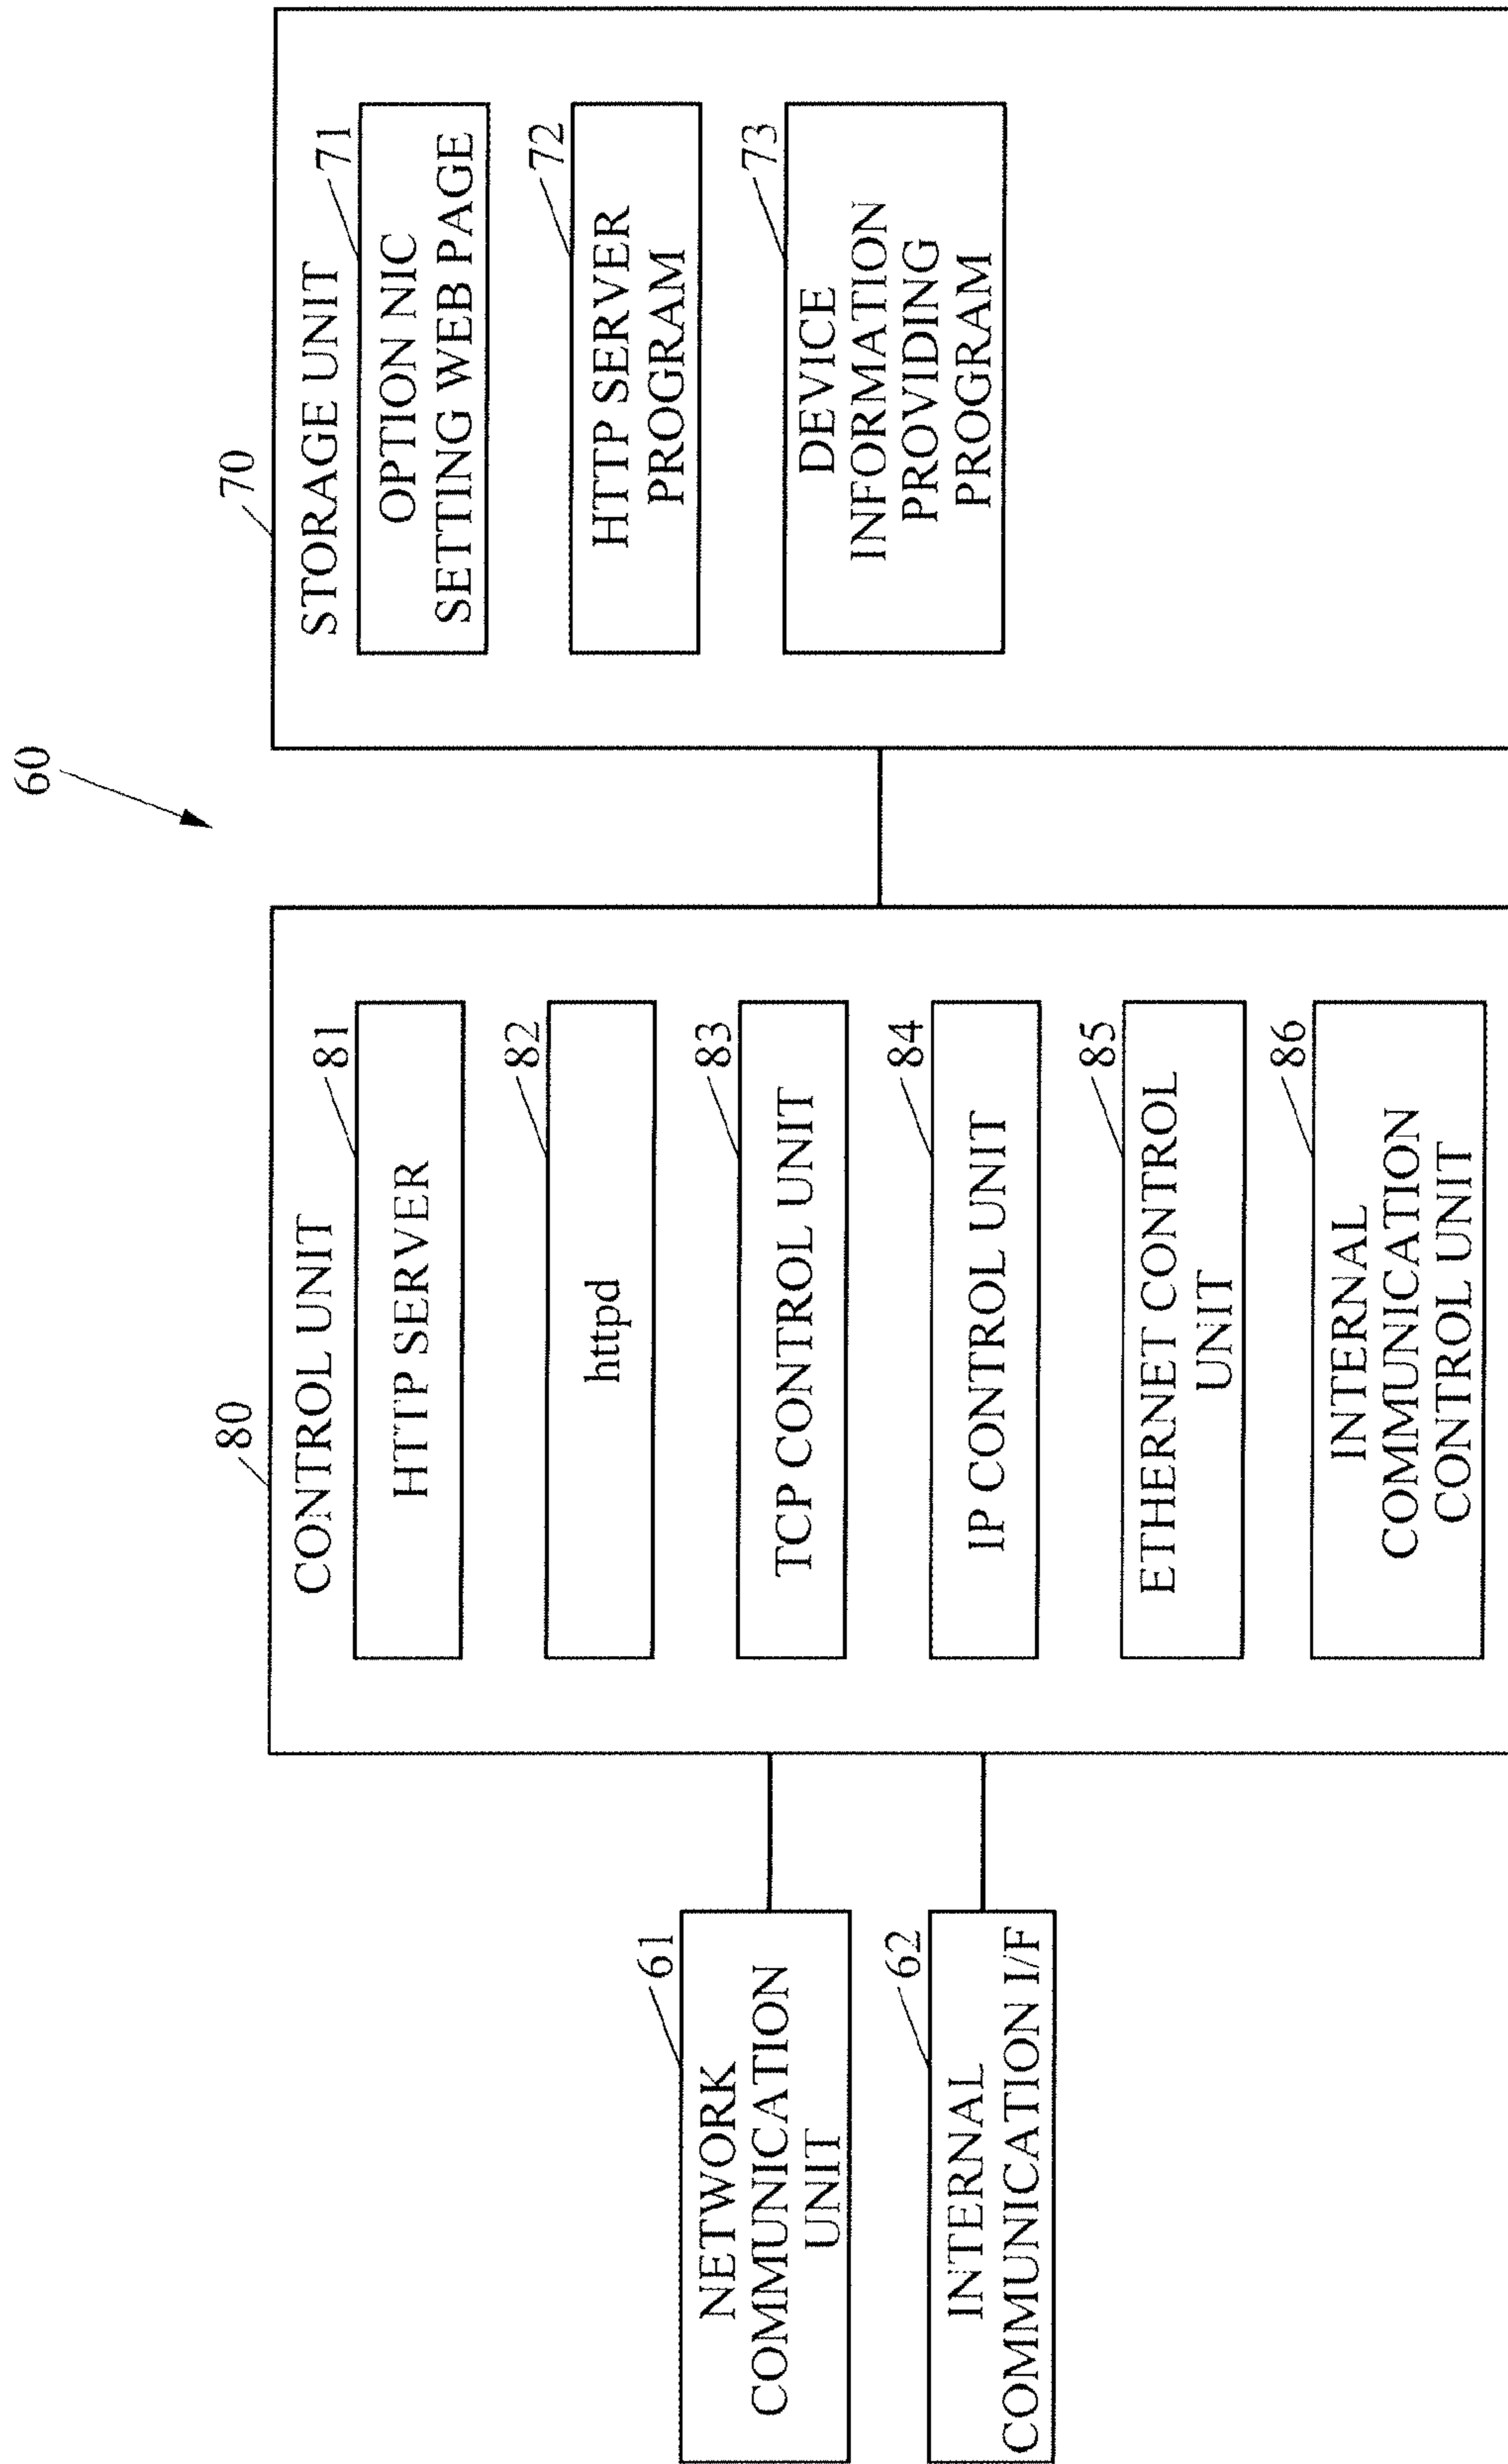 60
61
NETWORK
COMMUNICATION
UNIT
62
INTERNAL
COMMUNICATION I/F
80
CONTROL UNIT
81
HTTP SERVER
82
httpd
83
TCP CONTROL UNIT
84
IP CONTROL UNIT
85
ETHERNET CONTROL
UNIT
86
INTERNAL
COMMUNICATION
CONTROL UNIT
70
STORAGE UNIT
71
OPTION NIC
SETTING WEB PAGE
72
HTTP SERVER
PROGRAM
73
DEVICE
INFORMATION
PROVIDING
PROGRAM